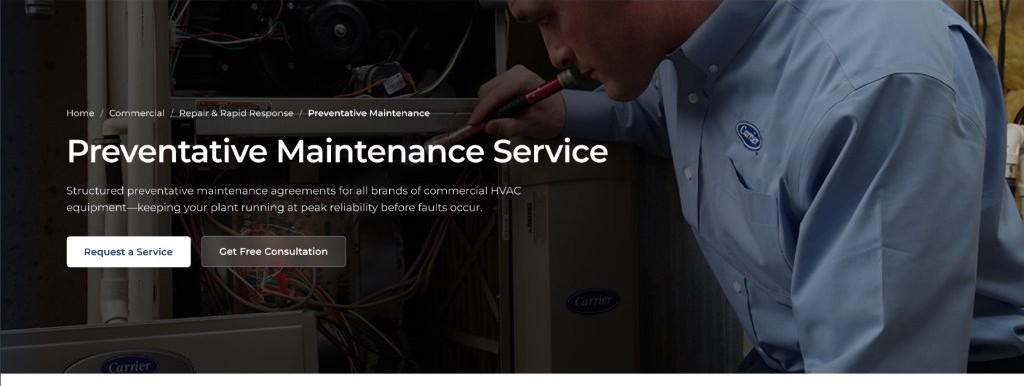 Home / Commercial / Repair & Rapid Response / Preventative Maintenance
Preventative Maintenance Service
Structured preventative maintenance agreements for all brands of commercial HVAC
equipment—keeping your plant running at peak reliability before faults occur.
Request a Service
Get Free Consultation
Carrier
Carrier
Carrier